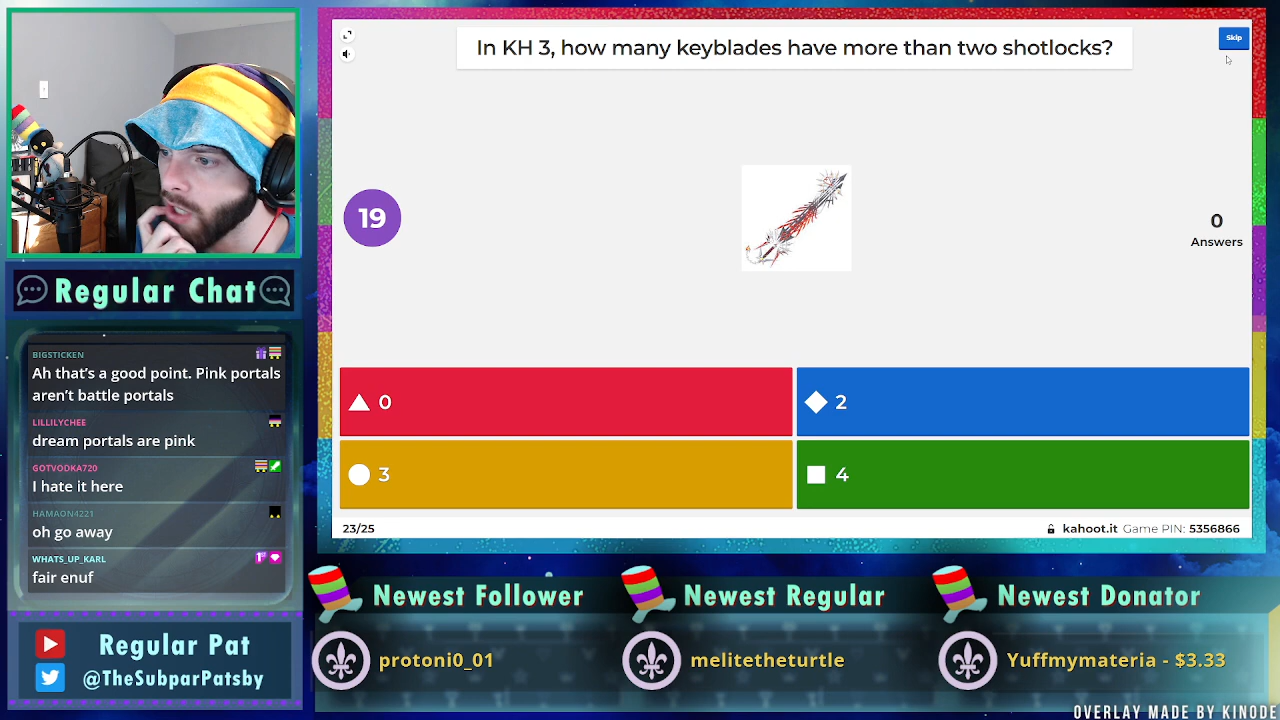 In KH 3, how many keyblades have more than two shotlocks?
Skip
19
0
Answers
0
2
3
4
23/25
kahoot.it Game PIN: 5356866
Regular Chat
BIGSTICKEN
Ah that's a good point. Pink portals
aren't battle portals
LILLILYCHEE
dream portals are pink
GOTVODKA720
I hate it here
HAMAON4221
oh go away
WHATS_UP_KARL
fair enuf
Regular Pat
@TheSubparPatsby
Newest Follower
protoni0_01
Newest Regular
melitetheturtle
Newest Donator
Yuffmymateria - $3.33
OVERLAY MADE BY KINODE